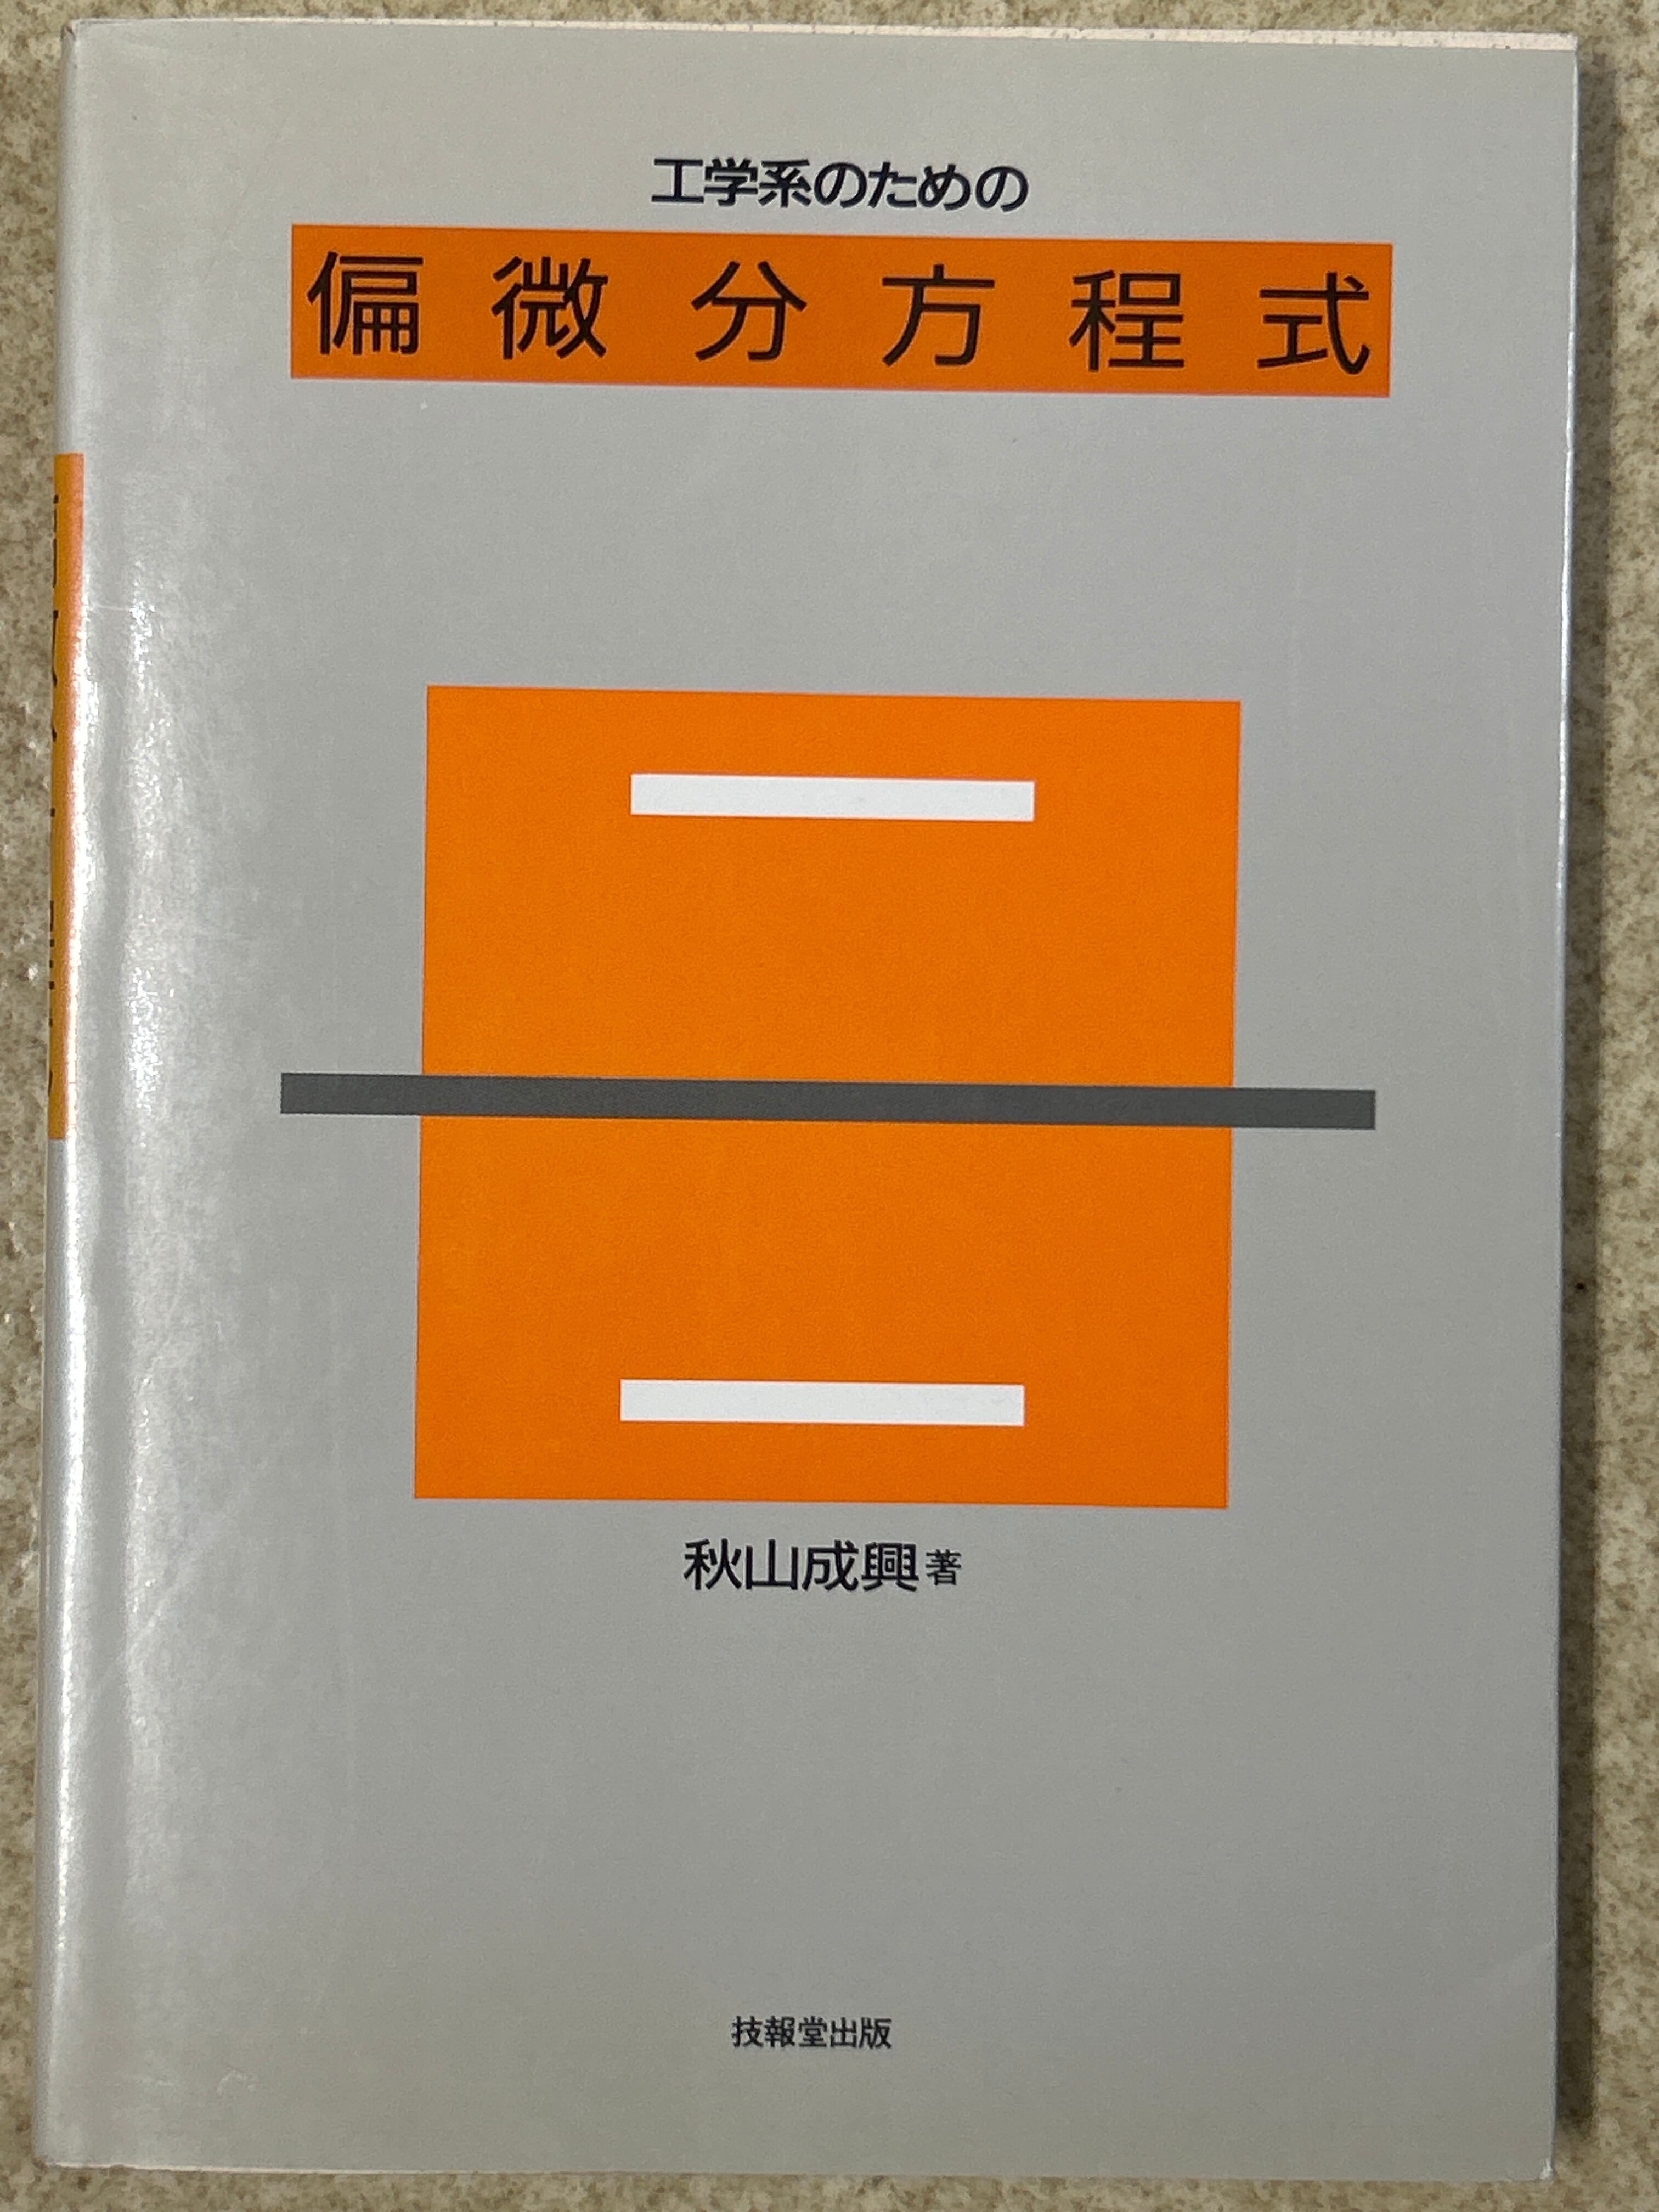 工学系のための
偏微分方程式
秋山成興著
技報堂出版